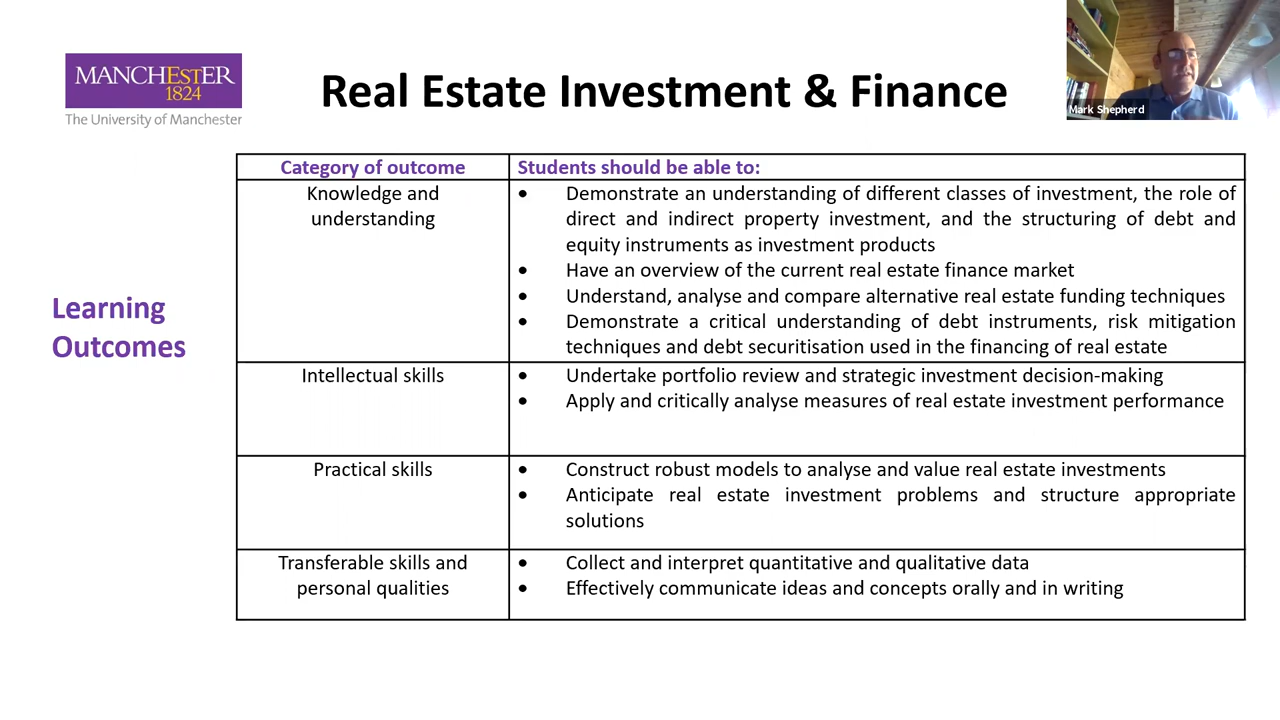 MANCHESTER
1824
The University of Manchester
Real Estate Investment & Finance
Mark Shepherd
Learning
Outcomes
Category of outcome
Students should be able to:
Knowledge and
understanding
• Demonstrate an understanding of different classes of investment, the role of
direct and indirect property investment, and the structuring of debt and
equity instruments as investment products
• Have an overview of the current real estate finance market
• Understand, analyse and compare alternative real estate funding techniques
• Demonstrate a critical understanding of debt instruments, risk mitigation
techniques and debt securitisation used in the financing of real estate
Intellectual skills
• Undertake portfolio review and strategic investment decision-making
• Apply and critically analyse measures of real estate investment performance
Practical skills
• Construct robust models to analyse and value real estate investments
• Anticipate real estate investment problems and structure appropriate
solutions
Transferable skills and
personal qualities
• Collect and interpret quantitative and qualitative data
• Effectively communicate ideas and concepts orally and in writing